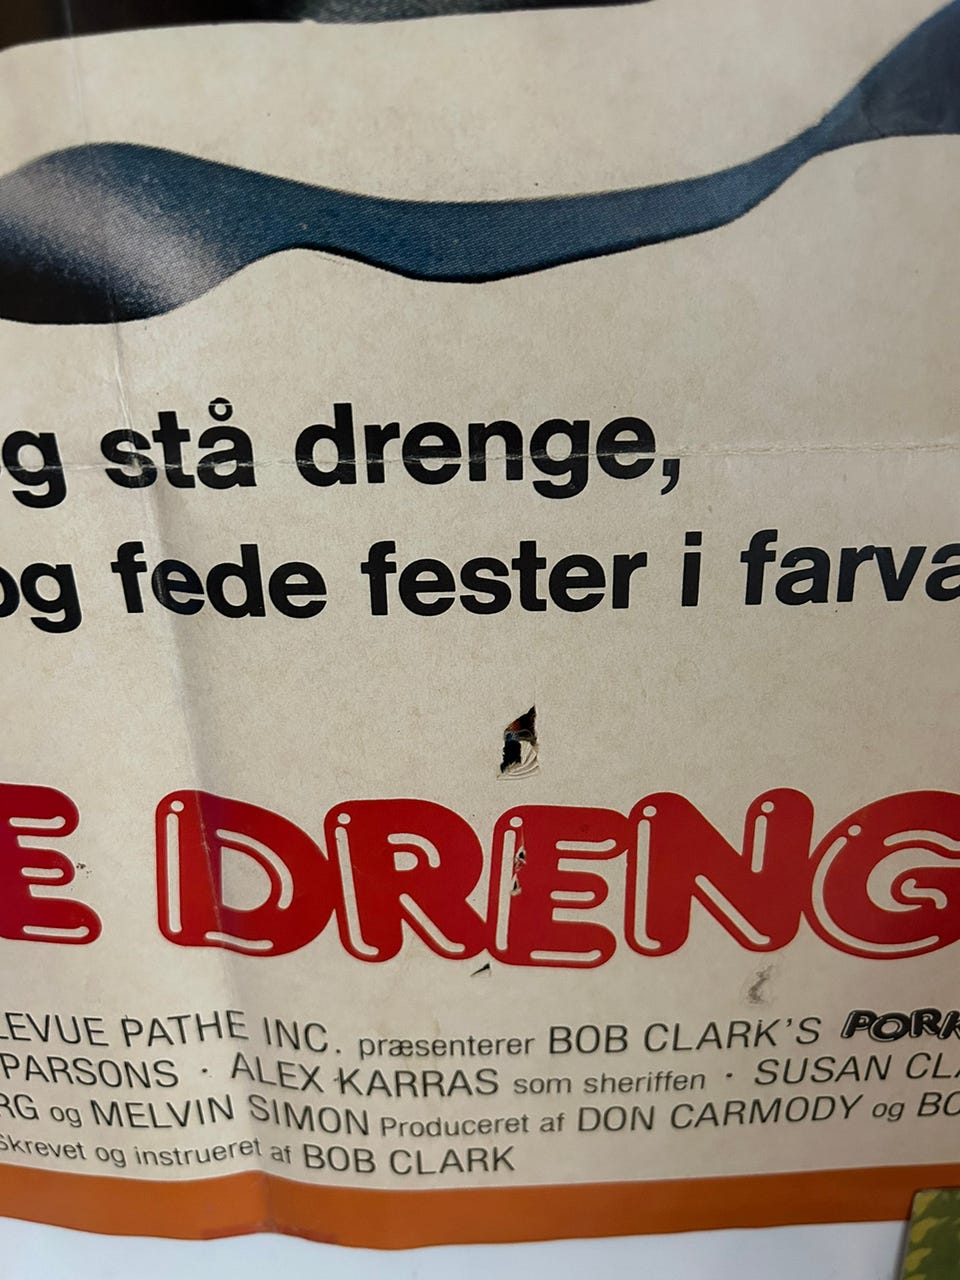 g stå drenge,
og fede fester i farva
E DRENG
LEVUE PATHE INC. præsenterer BOB CLARK'S PORK
PARSONS · ALEX KARRAS som sheriffen · SUSAN CLA
RG og MELVIN SIMON Produceret af DON CARMODY og BO
Skrevet og instrueret af BOB CLARK